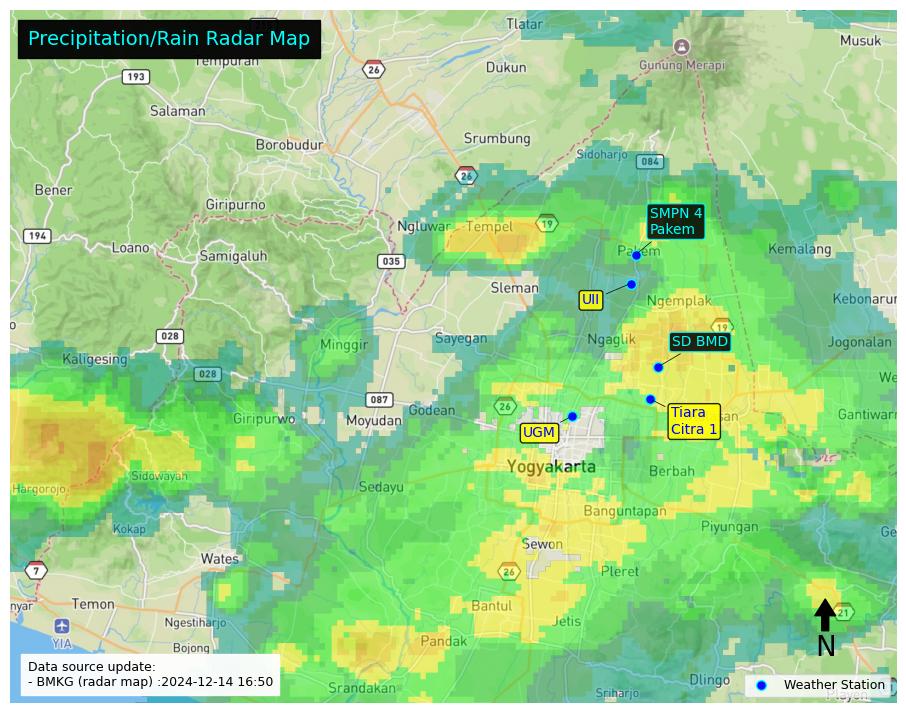 Precipitation/Rain Radar Map
Tlatar
Musuk
Gunung Merapi
Tempuran
26
Dukun
193
Salaman
Borobudur
Srumbung
Sidoharjo
084
26
Bener
Giripurno
SMPN 4
Pakem
194
Loano
Samigaluh
Ngluwar
Tempel
19
Pakem
Kemalang
035
Sleman
UII
Ngemplak
Kebonarun
028
Minggir
Sayegan
Ngaglik
19
SD BMD
Jogonalan
Kaligesing
028
087
Godean
26
Giripurwo
Moyudan
UGM
Tiara
Citra 1
Gantiwarn
Yogyakarta
Berbah
Hargorojo
Sidowayah
Sedayu
Kokap
Banguntapan
Piyungan
Wates
Sewon
7
26
Pleret
Temon
Bantul
21
YIA
Ngestiharjo
Jetis
Bojong
Pandak
N
Data source update:
- BMKG (radar map) :2024-12-14 16:50
Srandakan
Sriharjo
Dlingo
Weather Station